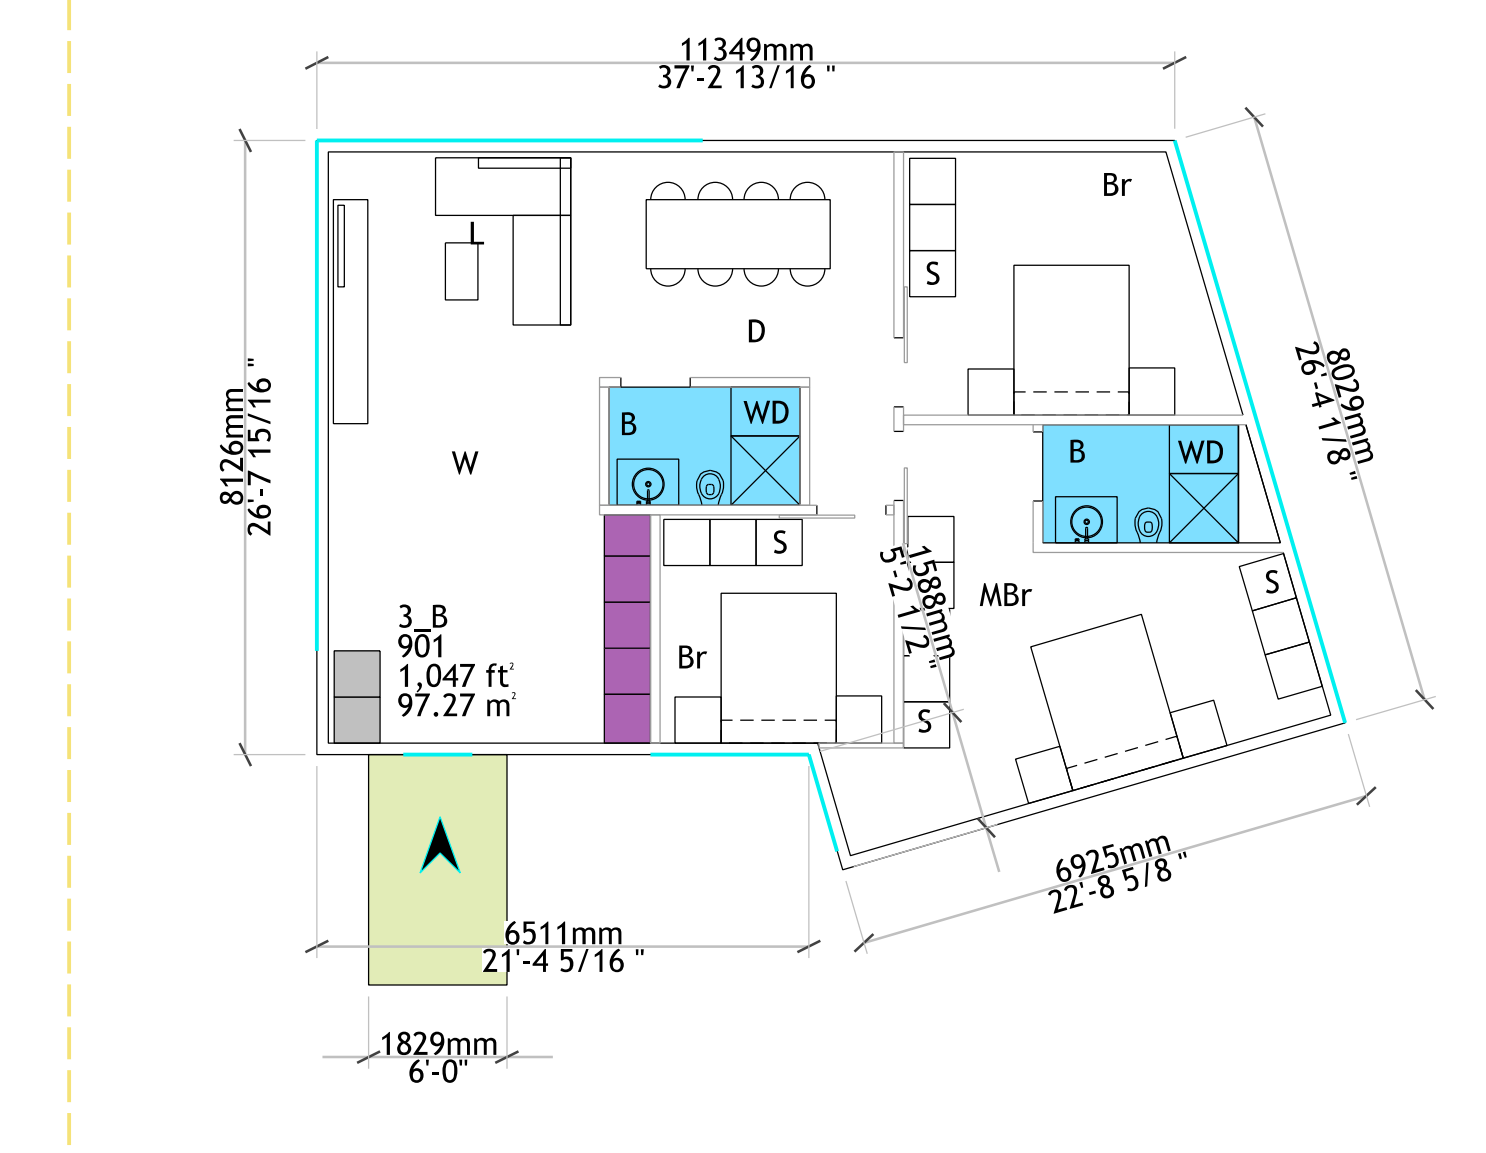 11349mm
37'-2 13/16 "
Br
L
S
D
8126mm
26'-7 15/16 "
8029mm
26'-4 1/8 "
B
WD
W
B
WD
S
1588mm
5'-2 1/2 "
MBr
S
3_B
901
1,047 ft²
97.27 m²
Br
S
6925mm
22'-8 5/8 "
6511mm
21'-4 5/16 "
1829mm
6'-0"